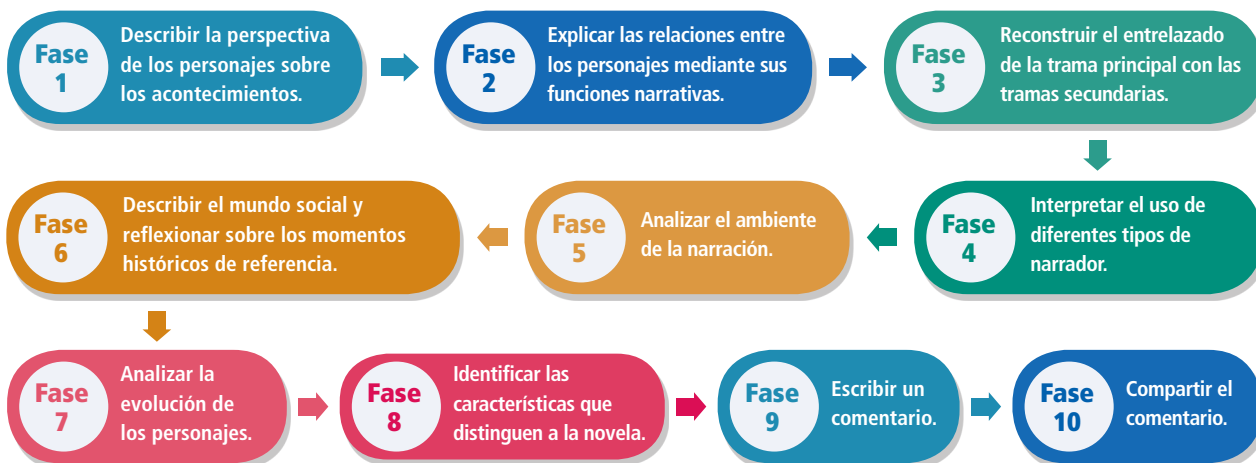 Fase
1
Describir la perspectiva
de los personajes sobre
los acontecimientos.
Fase
2
Explicar las relaciones entre
los personajes mediante sus
funciones narrativas.
Fase
3
Reconstruir el entrelazado
de la trama principal con las
tramas secundarias.
Fase
4
Interpretar el uso de
diferentes tipos de
narrador.
Fase
5
Analizar el ambiente
de la narración.
Fase
6
Describir el mundo social y
reflexionar sobre los momentos
históricos de referencia.
Fase
7
Analizar la
evolución de
los personajes.
Fase
8
Identificar las
características que
distinguen a la novela.
Fase
9
Escribir un
comentario.
Fase
10
Compartir el
comentario.